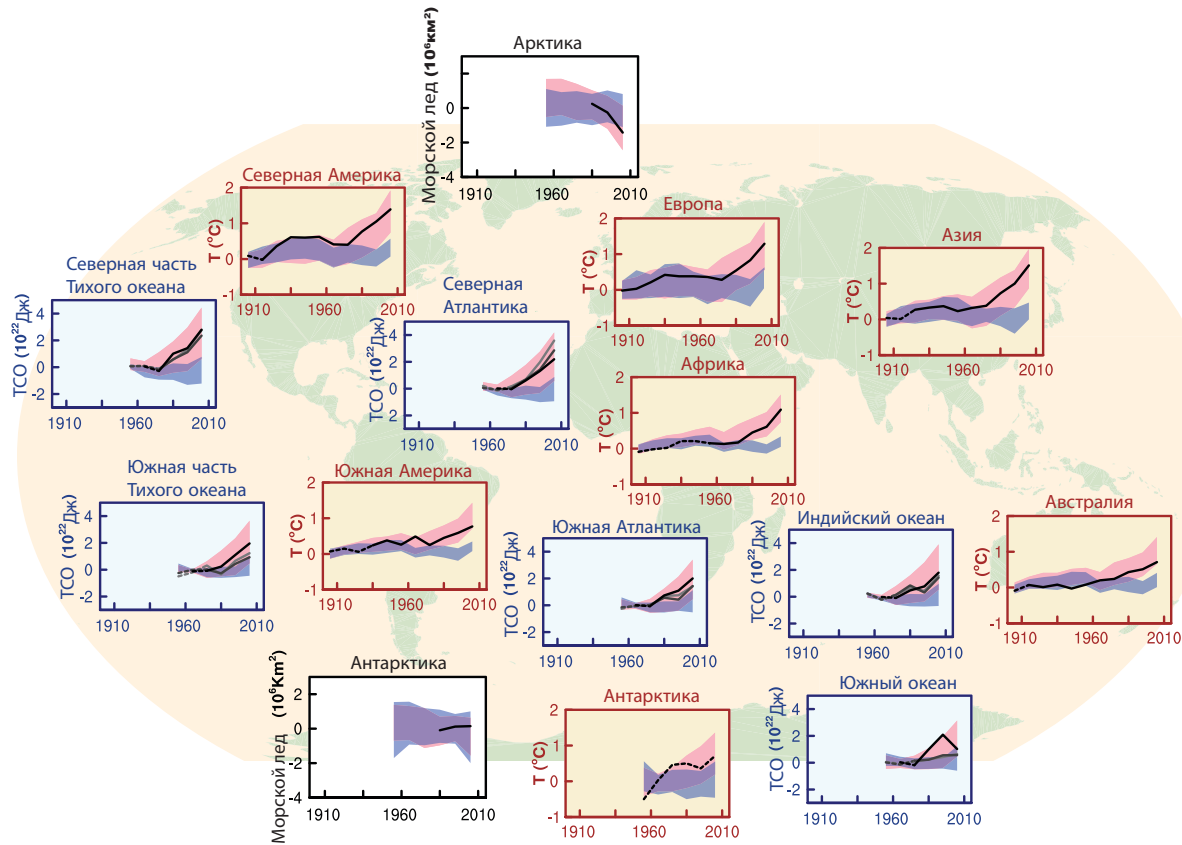 Арктика
Морской лед (10⁶км²)
0
-2
-4
1910 1960 2010
Северная Америка
T (°C)
2
1
0
-1
1910 1960 2010
Европа
T (°C)
2
1
0
-1
1910 1960 2010
Азия
T (°C)
2
1
0
-1
1910 1960 2010
Северная часть
Тихого океана
ТСО (10²²Дж)
4
2
0
-2
1910 1960 2010
Северная
Атлантика
ТСО (10²²Дж)
4
2
0
-2
1910 1960 2010
Африка
T (°C)
2
1
0
-1
1910 1960 2010
Южная часть
Тихого океана
ТСО (10²²Дж)
4
2
0
-2
1910 1960 2010
Южная Америка
T (°C)
2
1
0
-1
1910 1960 2010
Южная Атлантика
ТСО (10²²Дж)
4
2
0
-2
1910 1960 2010
Индийский океан
ТСО (10²²Дж)
4
2
0
-2
1910 1960 2010
Австралия
T (°C)
2
1
0
-1
1910 1960 2010
Антарктика
Морской лед (10⁶Km²)
2
0
-2
-4
1910 1960 2010
Антарктика
T (°C)
2
1
0
-1
1910 1960 2010
Южный океан
ТСО (10²²Дж)
4
2
0
-2
1910 1960 2010